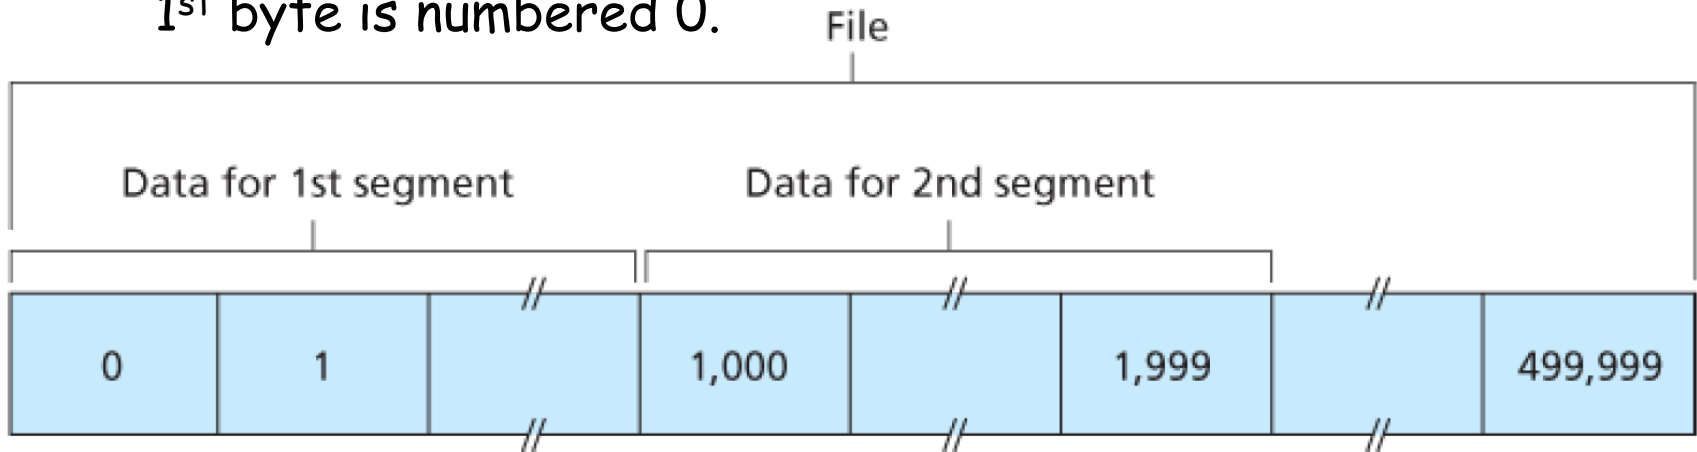 1st byte is numbered 0.
File
Data for 1st segment Data for 2nd segment
0 1 1,000 1,999 499,999